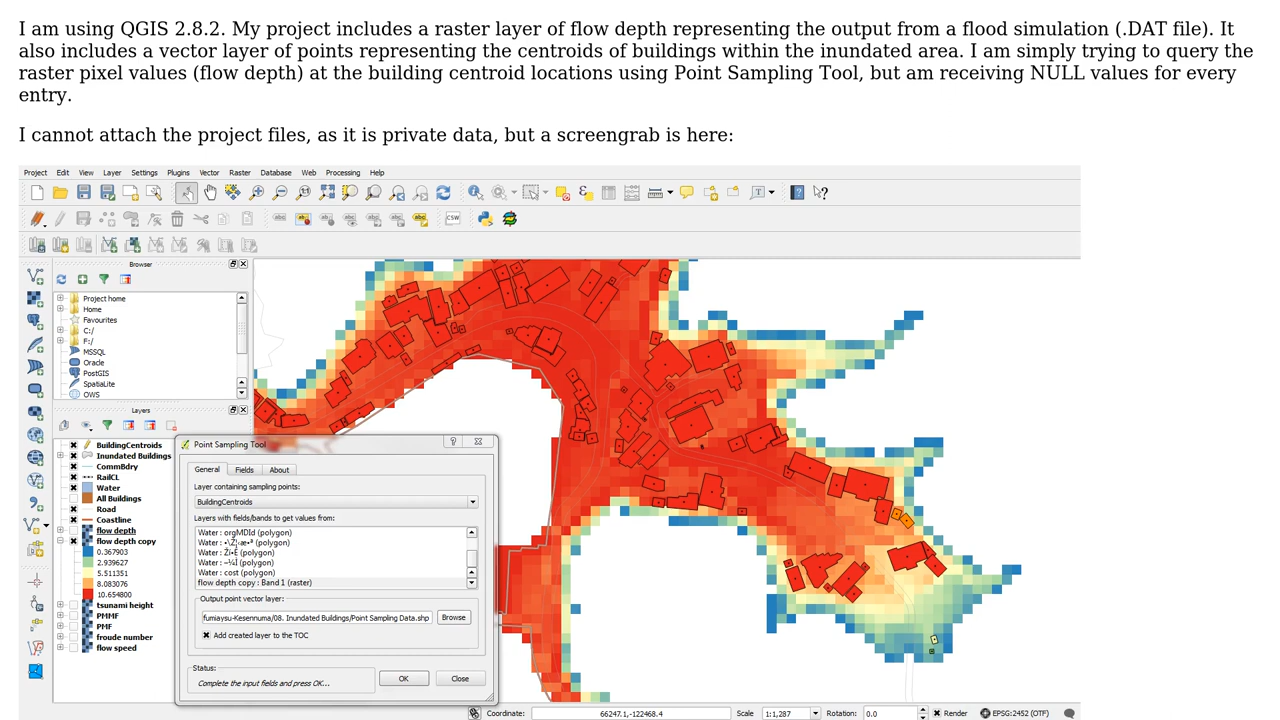 I am using QGIS 2.8.2. My project includes a raster layer of flow depth representing the output from a flood simulation (.DAT file). It
also includes a vector layer of points representing the centroids of buildings within the inundated area. I am simply trying to query the
raster pixel values (flow depth) at the building centroid locations using Point Sampling Tool, but am receiving NULL values for every
entry.
I cannot attach the project files, as it is private data, but a screengrab is here:
Project Edit View Layer Settings Plugins Vector Raster Database Web Processing Help
CSW
Browser
Project home
Home
Favourites
C:/
F:/
MSSQL
Oracle
PostGIS
SpatiaLite
OWS
Layers
BuildingCentroids
Inundated Buildings
CommBdry
RailCL
Water
All Buildings
Road
Coastline
flow depth
flow depth copy
0.367903
2.939627
5.511351
8.083076
10.654800
tsunami height
PMMF
PMF
froude number
flow speed
Point Sampling Tool
General Fields About
Layer containing sampling points:
BuildingCentroids
Layers with fields/bands to get values from:
Water : orgMDId (polygon)
Water : (polygon)
Water : (polygon)
Water : (polygon)
Water : cost (polygon)
flow depth copy : Band 1 (raster)
Output point vector layer:
fumiaysu-Kesennuma/08. Inundated Buildings/Point Sampling Data.shp Browse
Add created layer to the TOC
Status:
Complete the input fields and press OK...
OK Close
Coordinate: 66247.1,-122468.4 Scale 1:1,287 Rotation: 0.0 Render EPSG:2452 (OTF)